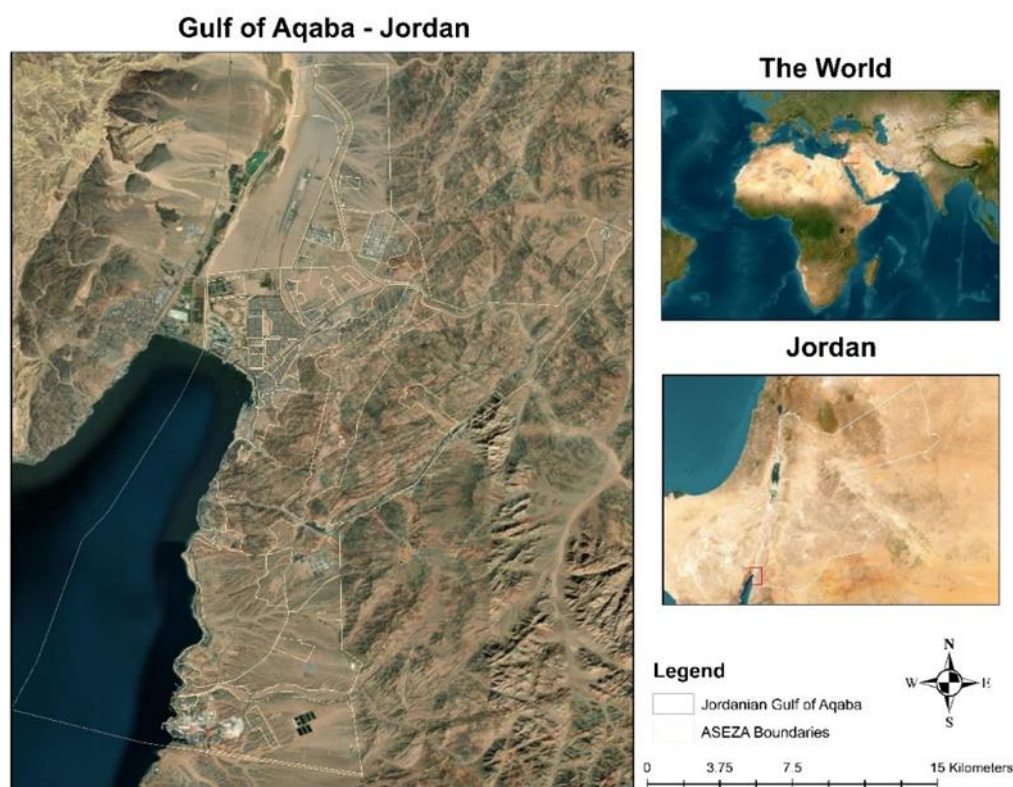 Gulf of Aqaba - Jordan
The World
Jordan
Legend
Jordanian Gulf of Aqaba
ASEZA Boundaries
N
W E
S
0 3.75 7.5 15 Kilometers